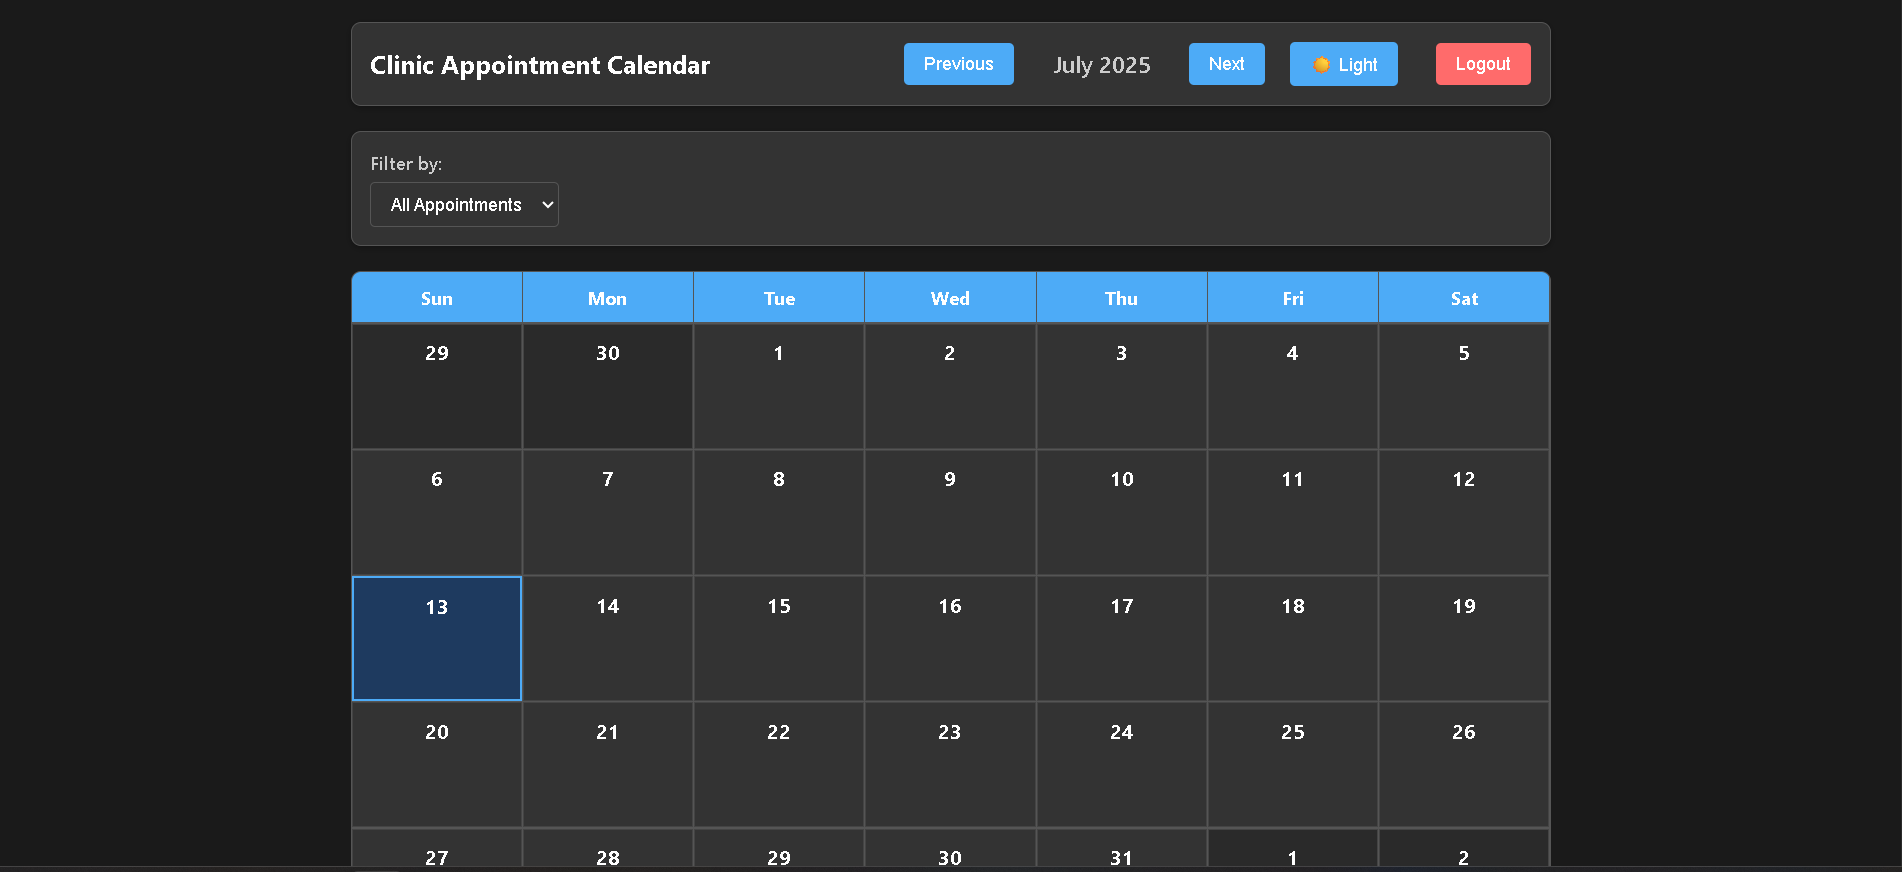 Clinic Appointment Calendar Previous July 2025 Next Light Logout
Filter by:
All Appointments
Sun Mon Tue Wed Thu Fri Sat
29 30 1 2 3 4 5
6 7 8 9 10 11 12
13 14 15 16 17 18 19
20 21 22 23 24 25 26
27 28 29 30 31 1 2